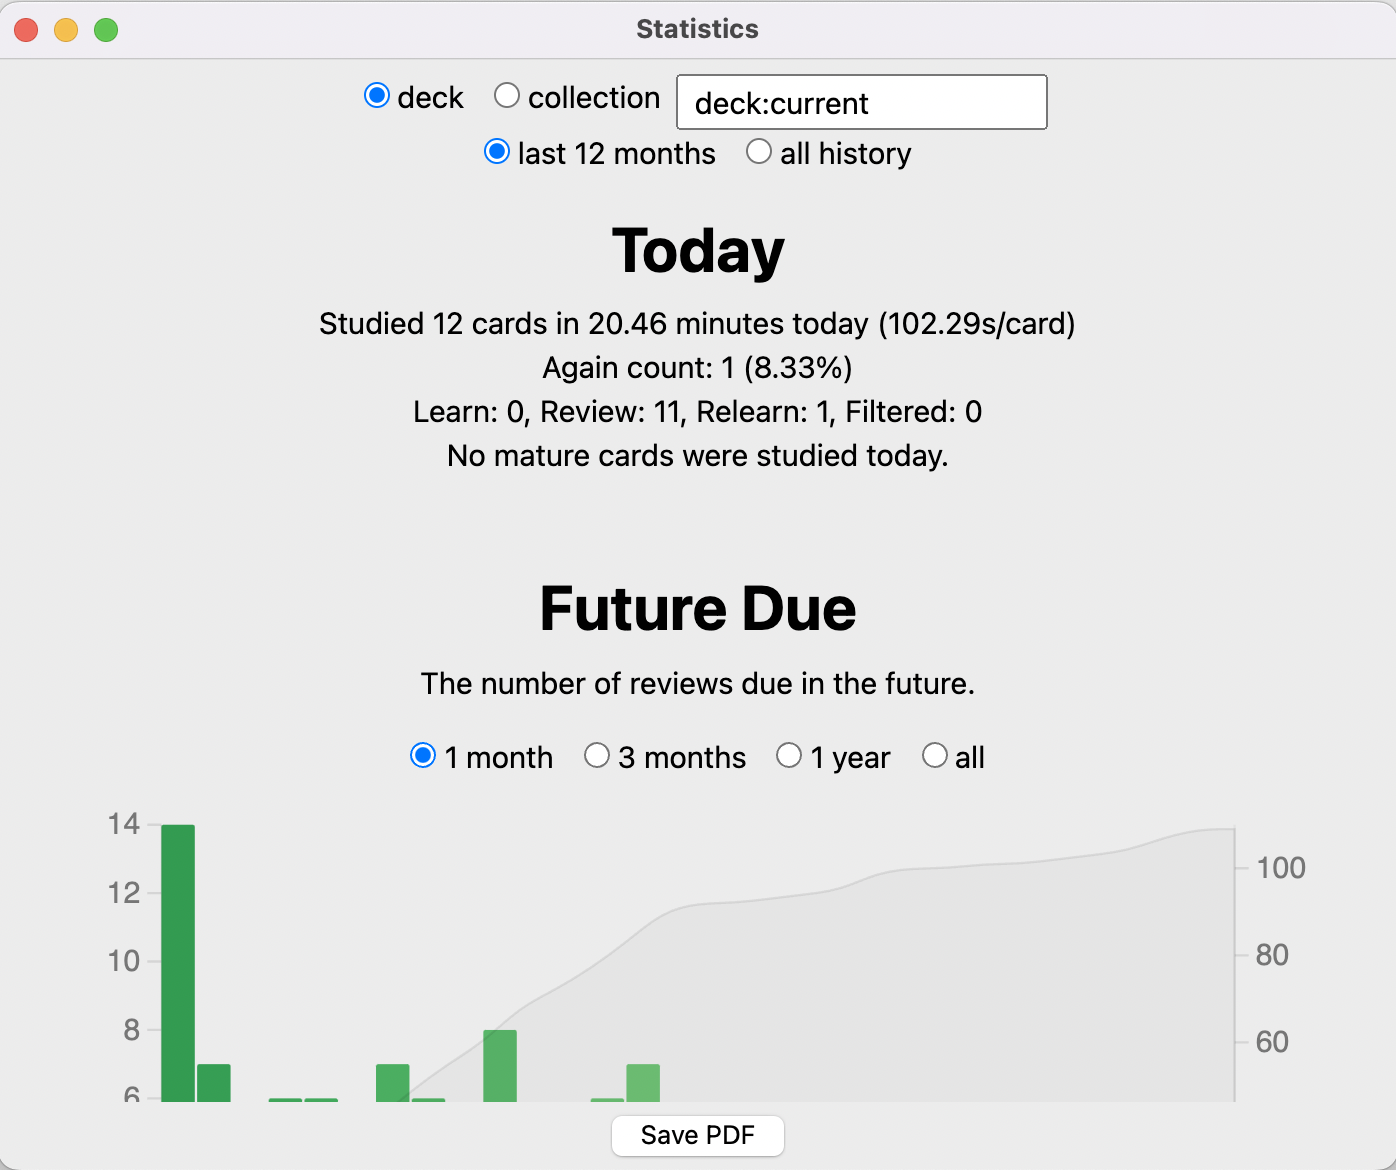 Statistics
deck collection deck:current
last 12 months all history
Today
Studied 12 cards in 20.46 minutes today (102.29s/card)
Again count: 1 (8.33%)
Learn: 0, Review: 11, Relearn: 1, Filtered: 0
No mature cards were studied today.
Future Due
The number of reviews due in the future.
1 month 3 months 1 year all
14
12
10
8
6
100
80
60
Save PDF